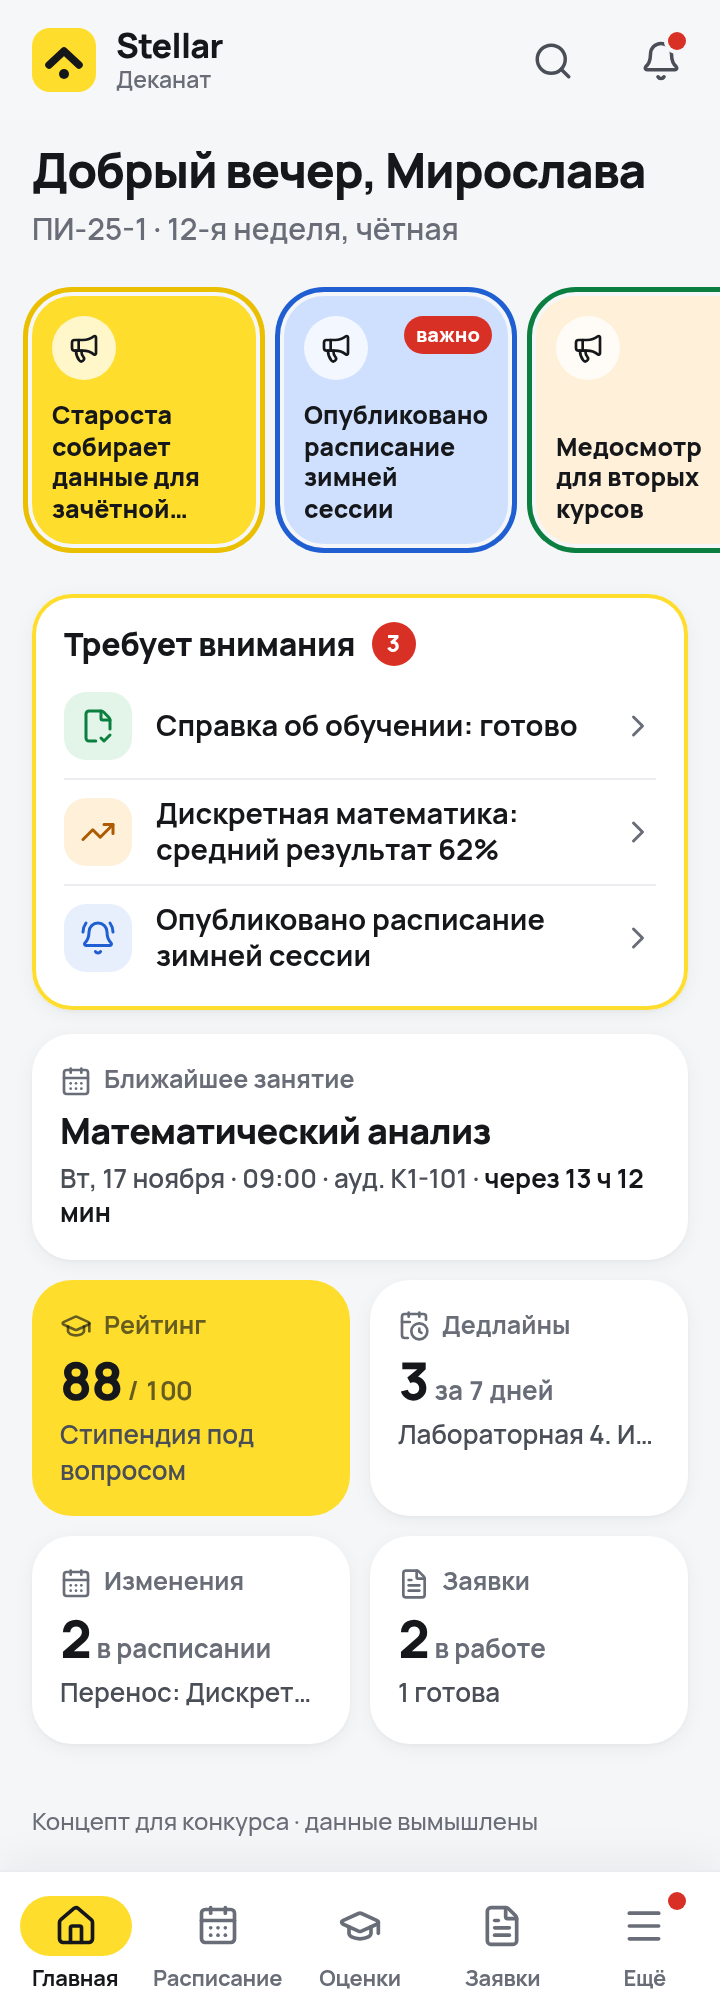 Stellar
Деканат
Добрый вечер, Мирослава
ПИ-25-1 · 12-я неделя, чётная
Староста
собирает
данные для
зачётной…
важно
Опубликовано
расписание
зимней
сессии
Медосмотр
для вторых
курсов
Требует внимания 3
Справка об обучении: готово
Дискретная математика:
средний результат 62%
Опубликовано расписание
зимней сессии
Ближайшее занятие
Математический анализ
Вт, 17 ноября · 09:00 · ауд. К1-101 · через 13 ч 12
мин
Рейтинг
88 / 100
Стипендия под
вопросом
Дедлайны
3 за 7 дней
Лабораторная 4. И…
Изменения
2 в расписании
Перенос: Дискрет…
Заявки
2 в работе
1 готова
Концепт для конкурса · данные вымышлены
Главная
Расписание
Оценки
Заявки
Ещё